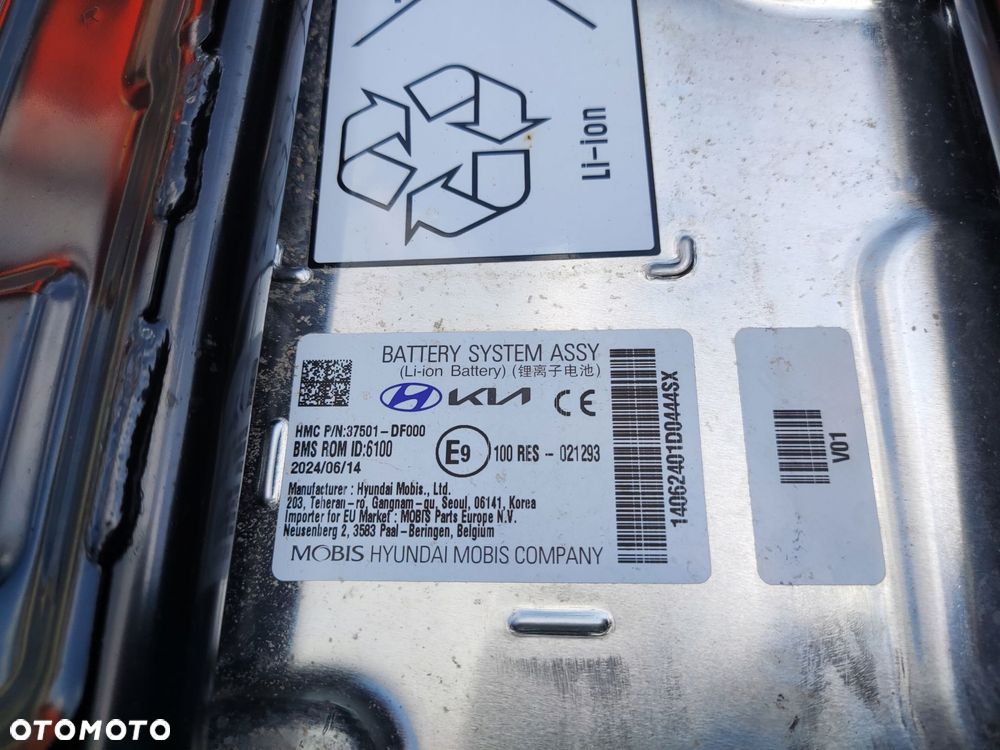 Li-ion
BATTERY SYSTEM ASSY
(Li-ion Battery) (锂离子电池)
HYUNDAI KIA CE
HMC P/N:37501-DF000
BMS ROM ID:6100
2024/06/14
E9
100 RES - 021293
Manufacturer : Hyundai Mobis., Ltd.
203, Teheran-ro, Gangnam-gu, Seoul, 06141, Korea
Importer for EU Market : MOBIS Parts Europe N.V.
Neusenberg 2, 3583 Paal-Beringen, Belgium
MOBIS HYUNDAI MOBIS COMPANY
14062401D0444SX
V01
OTOMOTO